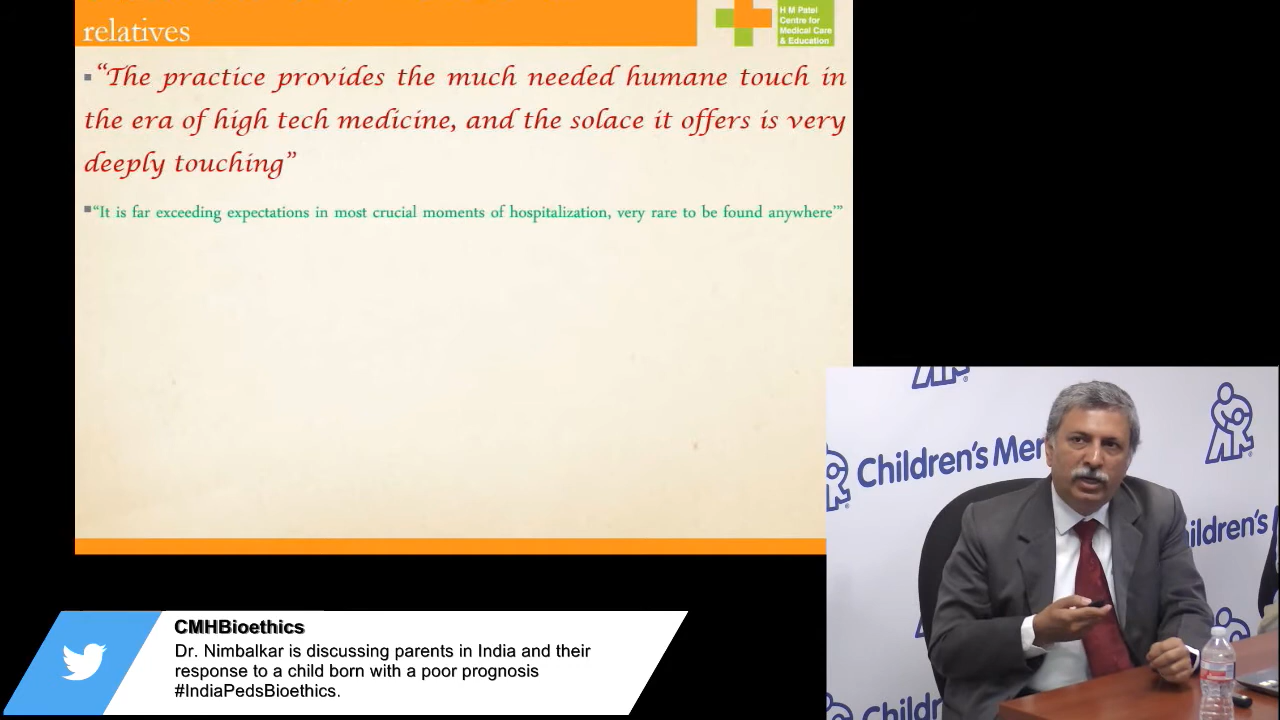 relatives
H M Patel
Centre for
Medical Care
& Education
“The practice provides the much needed humane touch in
the era of high tech medicine, and the solace it offers is very
deeply touching”
“It is far exceeding expectations in most crucial moments of hospitalization, very rare to be found anywhere’”
Children's Mer
ildren's
Children's
Childr
CMHBioethics
Dr. Nimbalkar is discussing parents in India and their
response to a child born with a poor prognosis
#IndiaPedsBioethics.